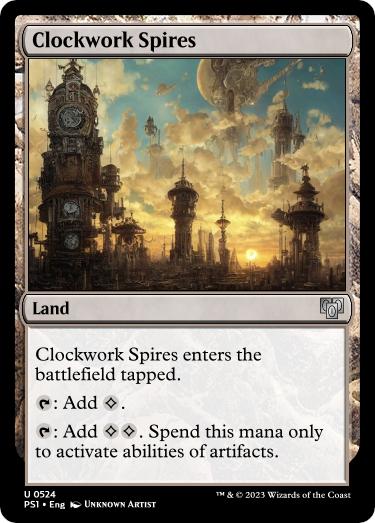 Clockwork Spires
Land
Clockwork Spires enters the
battlefield tapped.
: Add .
: Add . Spend this mana only
to activate abilities of artifacts.
U 0524
PS1 • Eng Unknown Artist
™ & © 2023 Wizards of the Coast